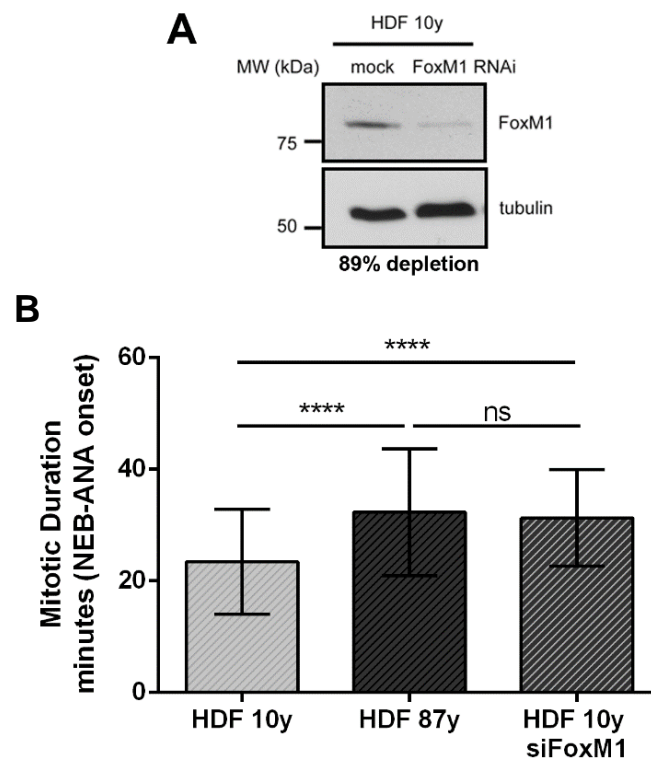 A
HDF 10y
MW (kDa) mock FoxM1 RNAi
FoxM1
75
tubulin
50
89% depletion
B
Mitotic Duration
minutes (NEB-ANA onset)
60
40
20
0
****
****
ns
HDF 10y
HDF 87y
HDF 10y
siFoxM1